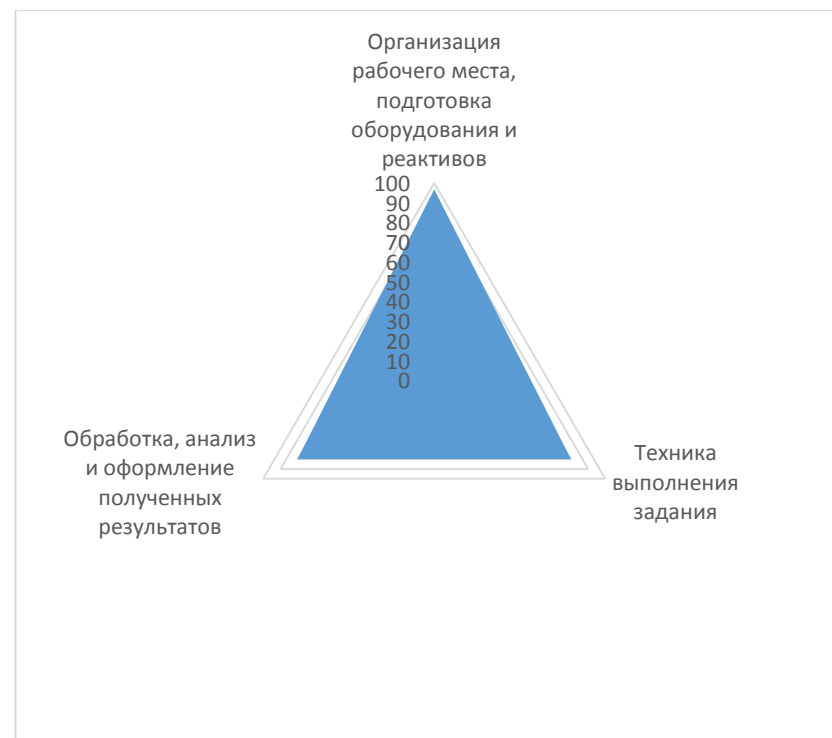 Организация
рабочего места,
подготовка
оборудования и
реактивов
100
90
80
70
60
50
40
30
20
10
0
Обработка, анализ
и оформление
полученных
результатов
Техника
выполнения
задания